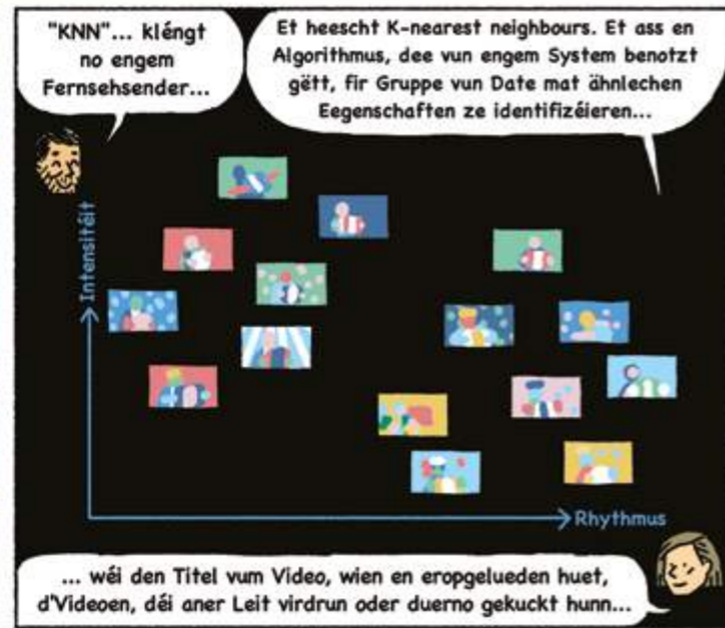 "KNN"... kléngt
no engem
Fernsehsender...
Et heescht K-nearest neighbours. Et ass en
Algorithmus, dee vun engem System benotzt
gëtt, fir Gruppe vun Date mat ähnlechen
Eegenschaften ze identifizéieren...
Intensitéit
Rhythmus
... wéi den Titel vum Video, wien en eropgelueden huet,
d'Videoen, déi aner Leit virdrun oder duerno gekuckt hunn...